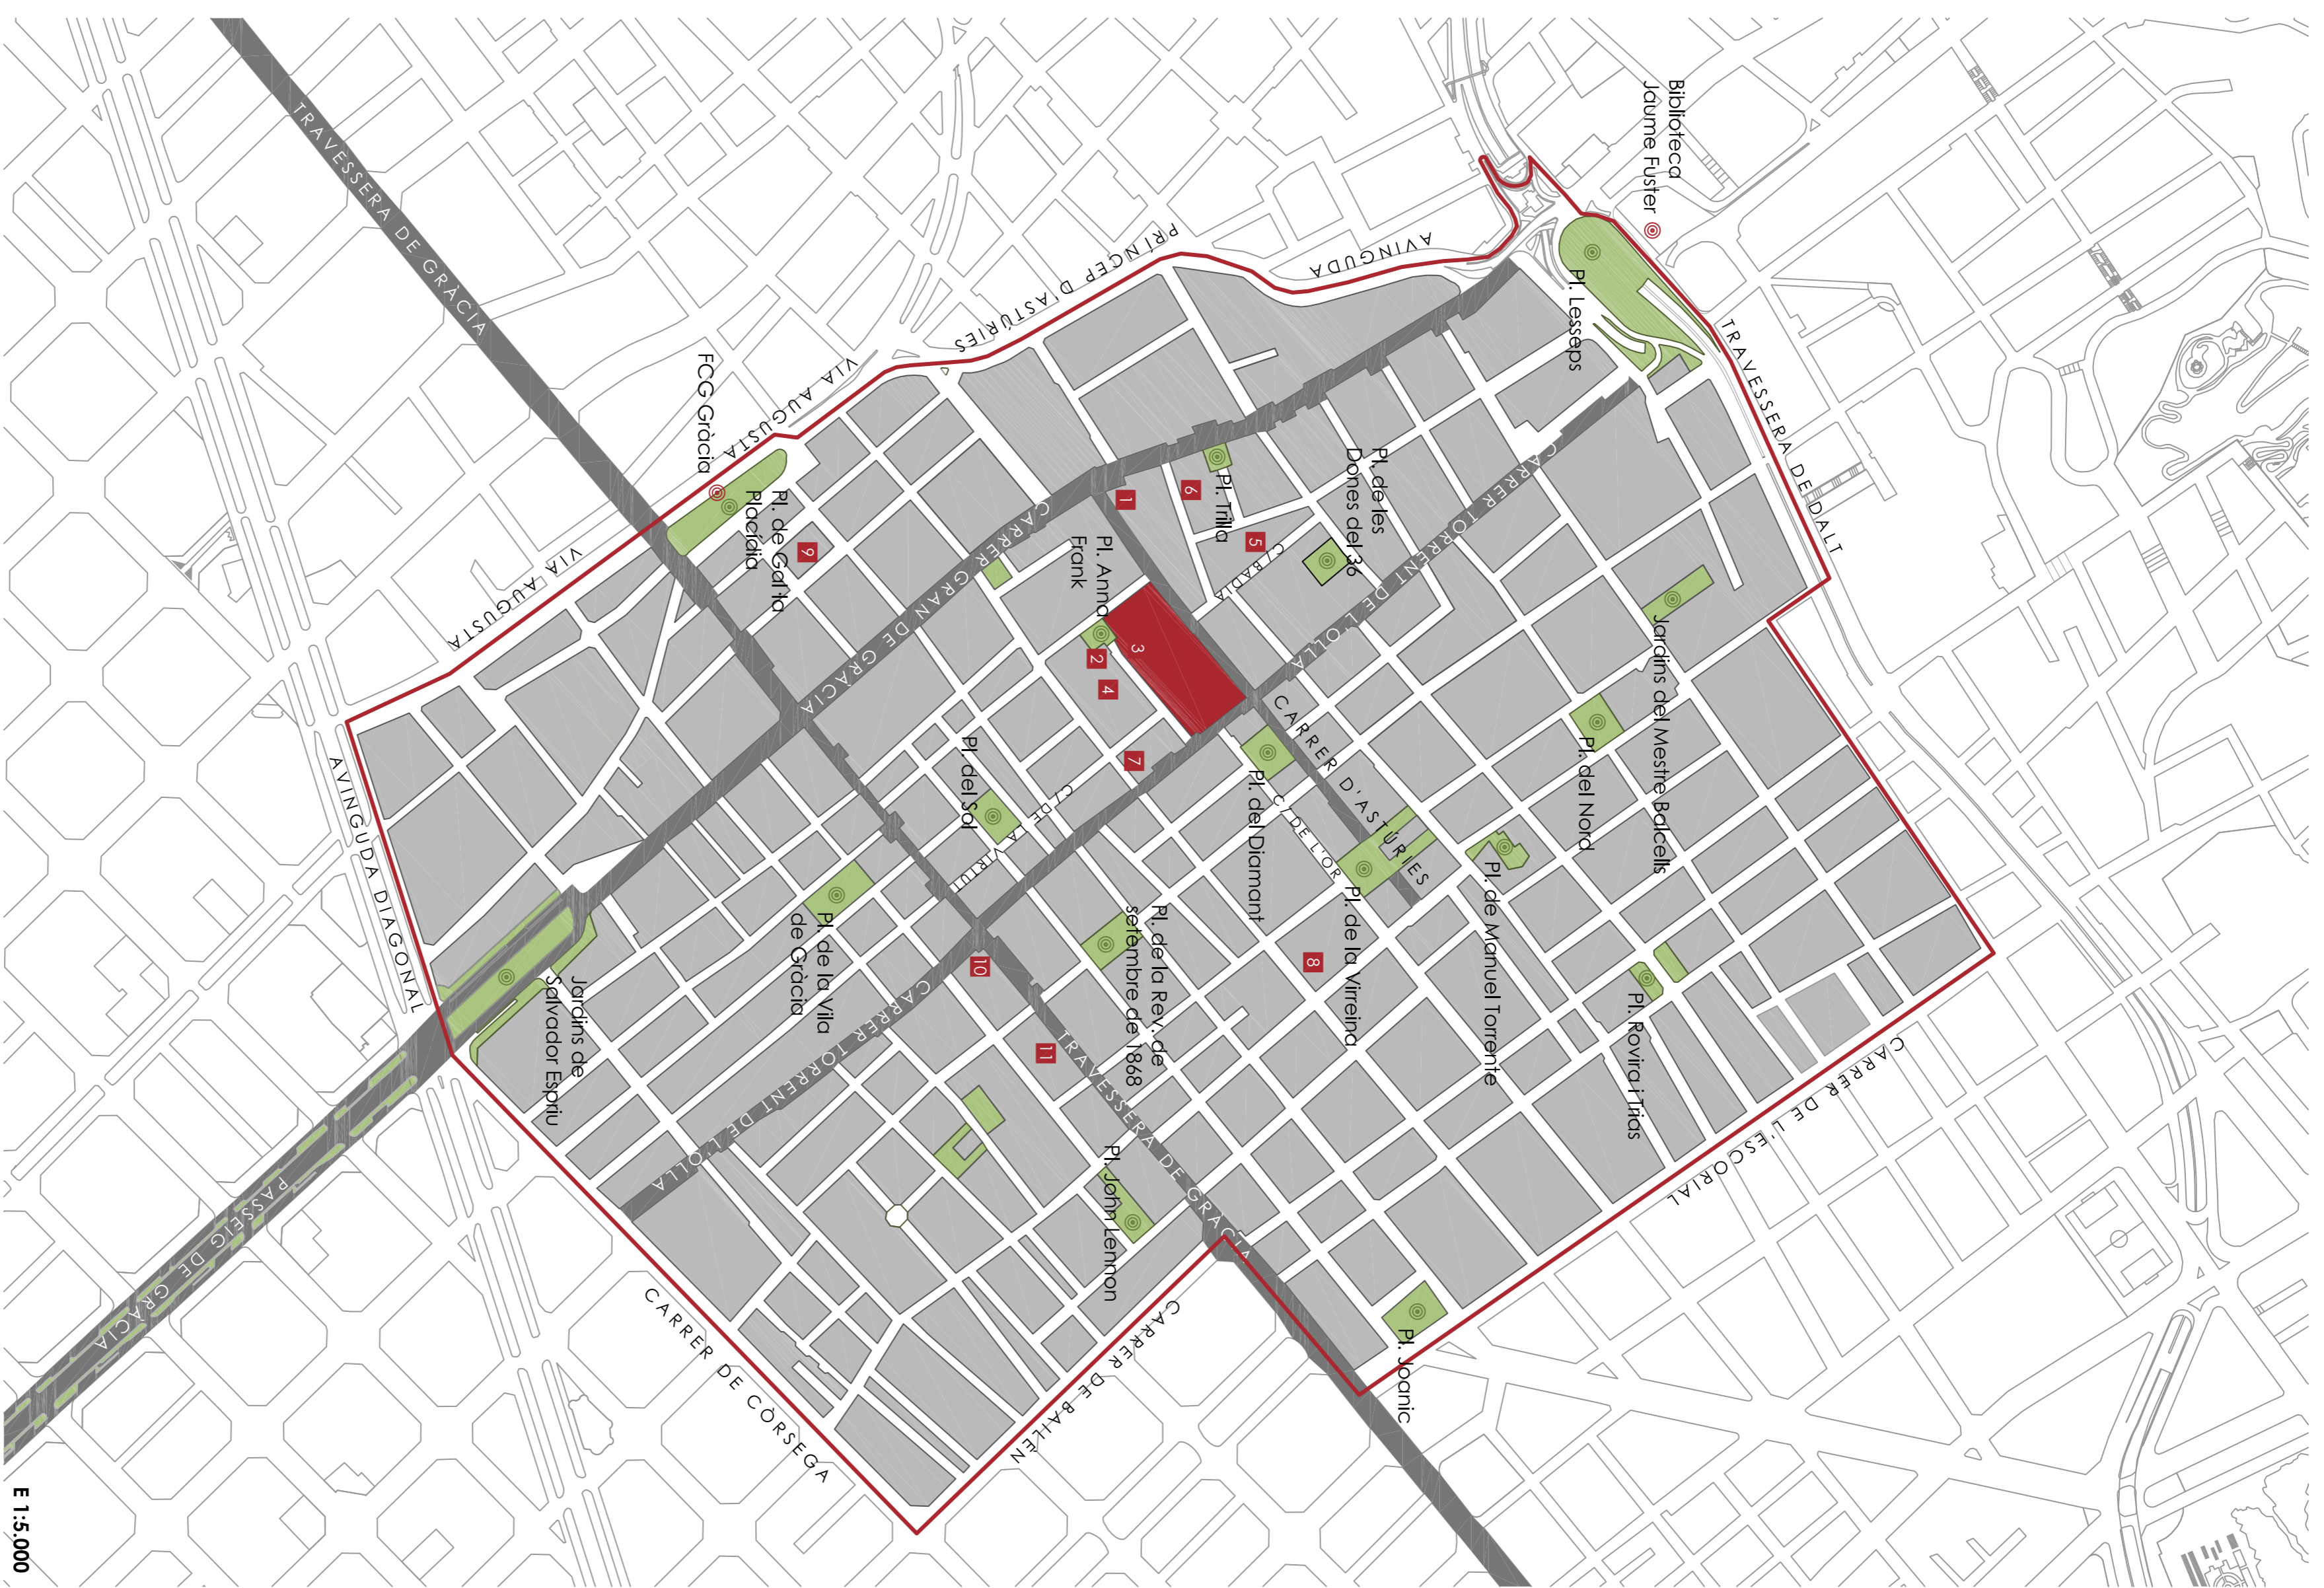 Biblioteca
Jaume Fuster
Pl. Lesseps
TRAVESSERA DE DALT
AVINGUDA
PRÍNCEP D'ASTÚRIES
VIA AUGUSTA
FCG Gràcia
Pl. de Gal·la
Placídia
VIA AUGUSTA
TRAVESSERA DE GRÀCIA
CARRER GRAN DE GRÀCIA
Pl. Trilla
Pl. de les
Dones del 36
C/BADIA
CARRER TORRENT DE L'OLLA
Pl. Anna
Frank
Jardins del Mestre Balcells
Pl. del Nord
CARRER D'ASTÚRIES
Pl. del Diamant
C/ DE L'OR
Pl. de la Virreina
Pl. de Manuel Torrente
Pl. Rovira i Trias
CARRER DE L'ESCORIAL
Pl. del Sol
C/ DE LA VIRTUT
Pl. de la Vila
de Gràcia
Pl. de la Rev. de
setembre de 1868
Pl. John Lennon
Pl. Joanic
TRAVESSERA DE GRÀCIA
CARRER TORRENT DE L'OLLA
Jardins de
Salvador Espriu
AVINGUDA DIAGONAL
PASSEIG DE GRÀCIA
CARRER DE CÒRSEGA
CARRER DE BAILÈN
1
2
3
4
5
6
7
8
9
10
11
E 1:5.000